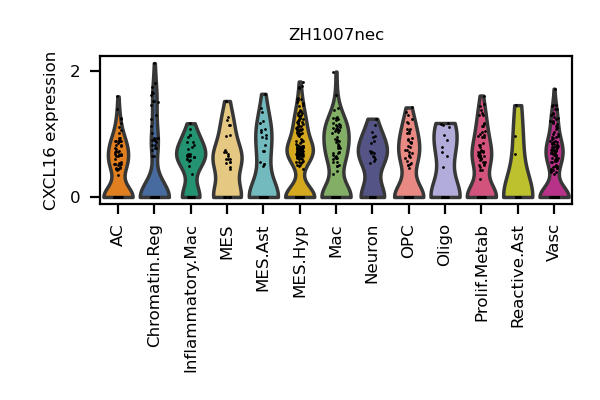 ZH1007nec
CXCL16 expression
2
0
AC
Chromatin.Reg
Inflammatory.Mac
MES
MES.Ast
MES.Hyp
Mac
Neuron
OPC
Oligo
Prolif.Metab
Reactive.Ast
Vasc